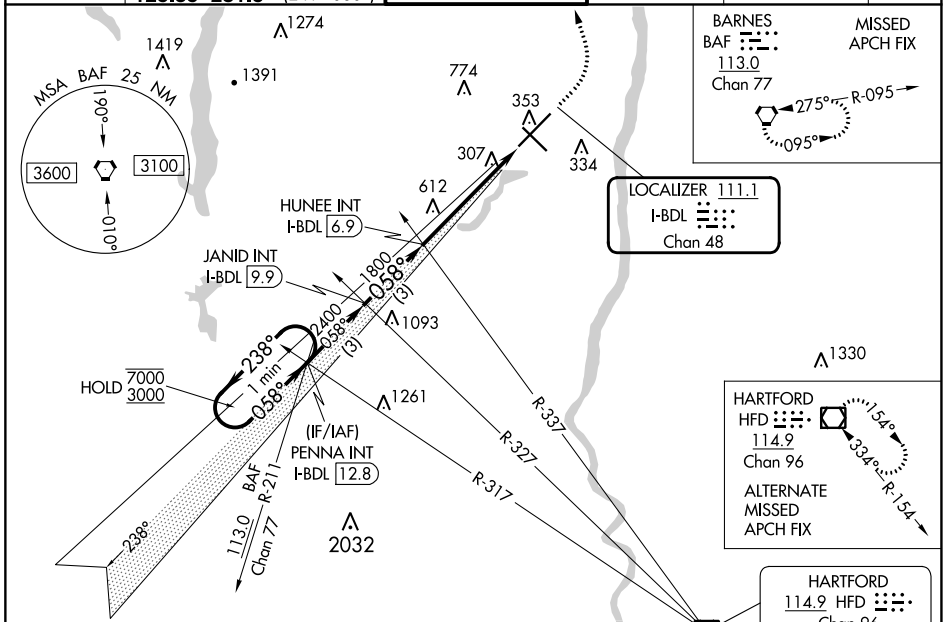 1274
1419
1391
MSA BAF 25 NM
190°
3600
3100
010°
774
353
307
334
612
BARNES
BAF
113.0
Chan 77
MISSED
APCH FIX
275°
R-095
095°
LOCALIZER 111.1
I-BDL
Chan 48
HUNEE INT
I-BDL 6.9
JANID INT
I-BDL 9.9
1800
058°
(3)
2400
058°
(3)
1093
238°
1 min
058°
HOLD 7000
3000
1261
(IF/IAF)
PENNA INT
I-BDL 12.8
R-337
R-327
R-317
BAF
R-211
113.0
Chan 77
238°
2032
1330
HARTFORD
HFD
114.9
Chan 96
154°
334°
R-154
ALTERNATE
MISSED
APCH FIX
HARTFORD
114.9 HFD